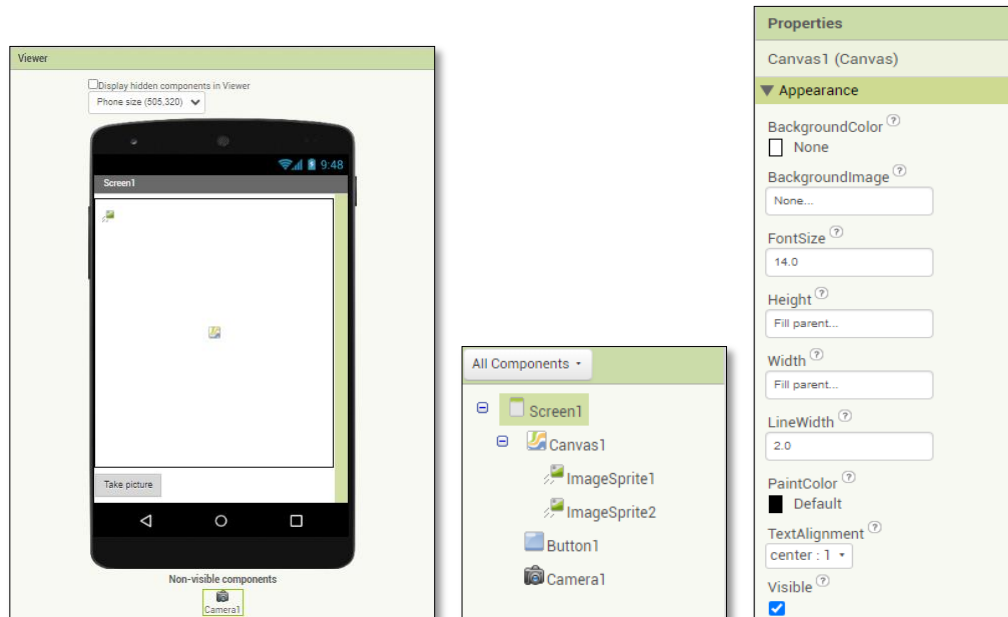 Viewer
Display hidden components in Viewer
Phone size (505,320)
9:48
Screen1
Take picture
Non-visible components
Camera1
All Components
Screen1
Canvas1
ImageSprite1
ImageSprite2
Button1
Camera1
Properties
Canvas1 (Canvas)
Appearance
BackgroundColor ?
None
BackgroundImage ?
None...
FontSize ?
14.0
Height ?
Fill parent...
Width ?
Fill parent...
LineWidth ?
2.0
PaintColor ?
Default
TextAlignment ?
center : 1
Visible ?